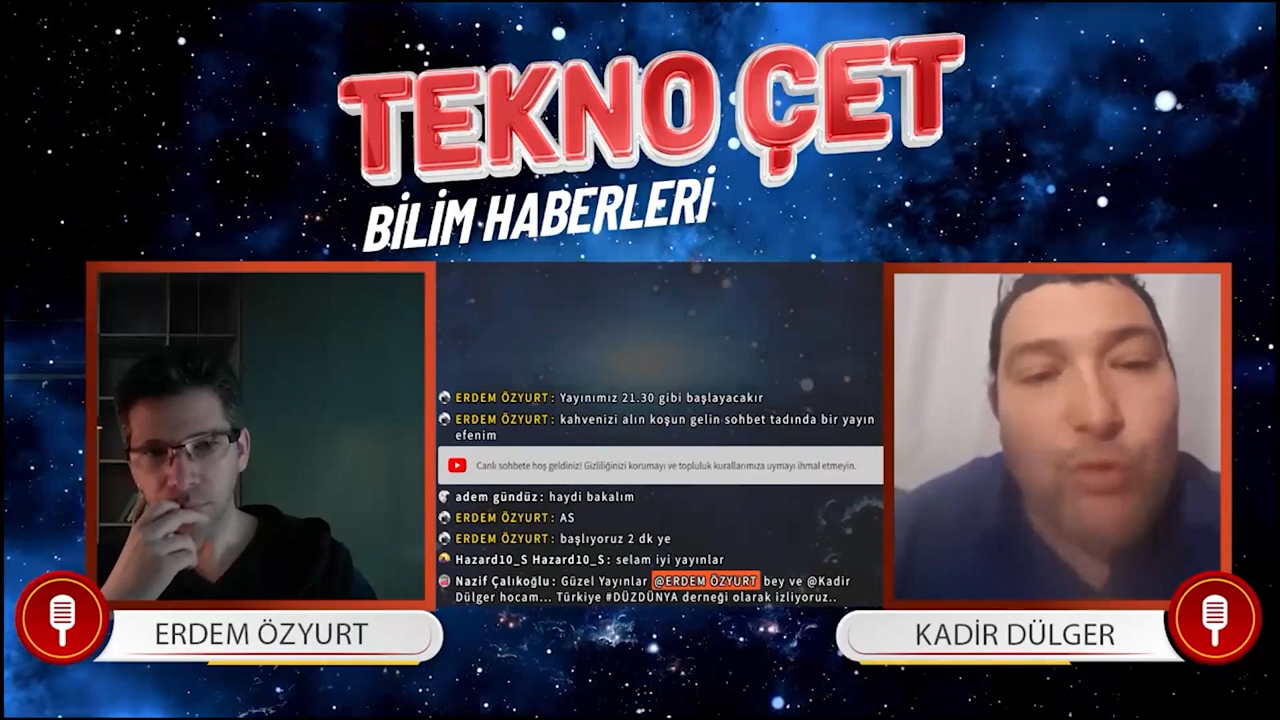 TEKNO ÇET
BİLİM HABERLERİ
ERDEM ÖZYURT: Yayınımız 21.30 gibi başlayacakır
ERDEM ÖZYURT: kahvenizi alın koşun gelin sohbet tadında bir yayın
efenim
Canlı sohbete hoş geldiniz! Gizliliğinizi korumayı ve topluluk kurallarımıza uymayı ihmal etmeyin.
adem gündüz: haydi bakalım
ERDEM ÖZYURT: AS
ERDEM ÖZYURT: başlıyoruz 2 dk ye
Hazard10_S Hazard10_S: selam iyi yayınlar
Nazif Çalıkoğlu: Güzel Yayınlar @ERDEM ÖZYURT bey ve @Kadir
Dülger hocam... Türkiye #DÜZDÜNYA derneği olarak izliyoruz..
ERDEM ÖZYURT
KADİR DÜLGER